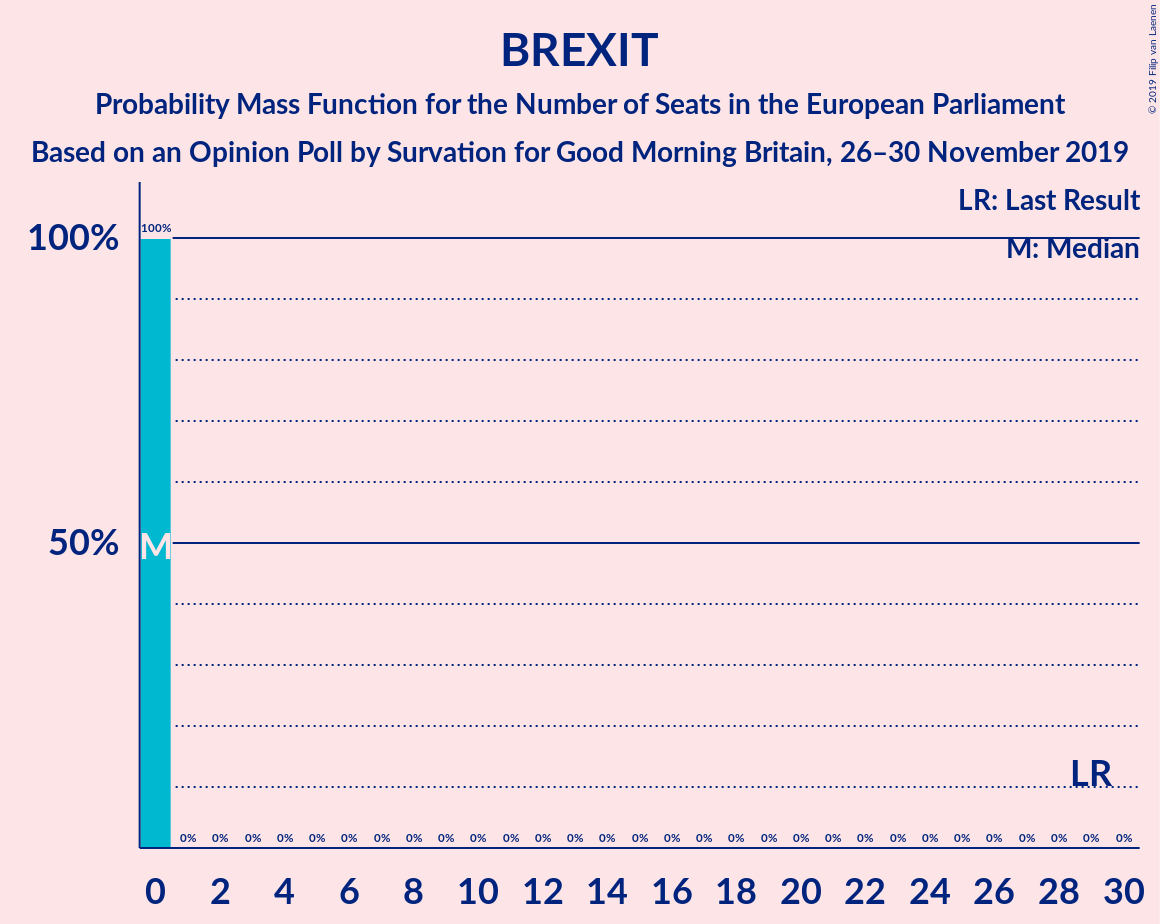 BREXIT
Probability Mass Function for the Number of Seats in the European Parliament
Based on an Opinion Poll by Survation for Good Morning Britain, 26–30 November 2019
© 2019 Filip van Laenen
LR: Last Result
M: Median
100%
100%
50%
M
LR
0% 0% 0% 0% 0% 0% 0% 0% 0% 0% 0% 0% 0% 0% 0% 0% 0% 0% 0% 0% 0% 0% 0% 0% 0% 0% 0% 0% 0% 0%
0 2 4 6 8 10 12 14 16 18 20 22 24 26 28 30